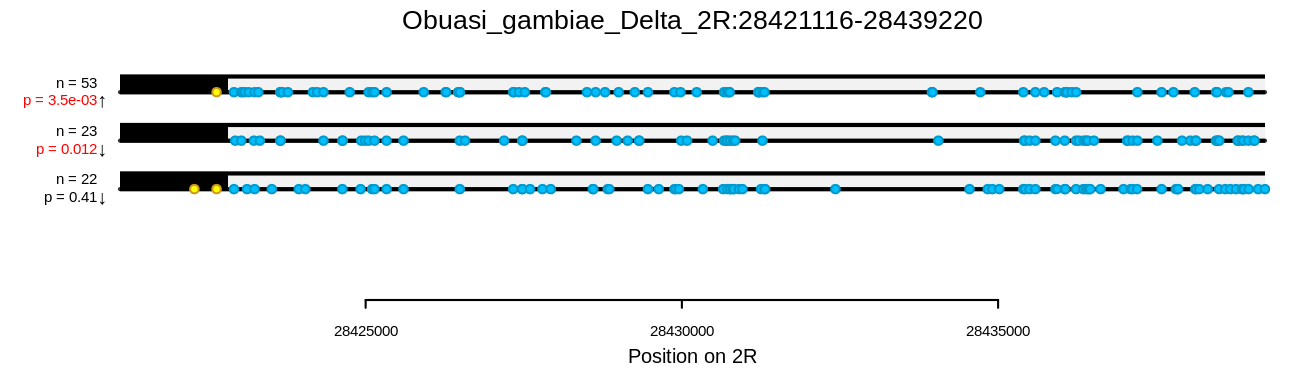 Obuasi_gambiae_Delta_2R:28421116-28439220
n = 53
p = 3.5e-03↑
n = 23
p = 0.012↓
n = 22
p = 0.41↓
28425000 28430000 28435000
Position on 2R